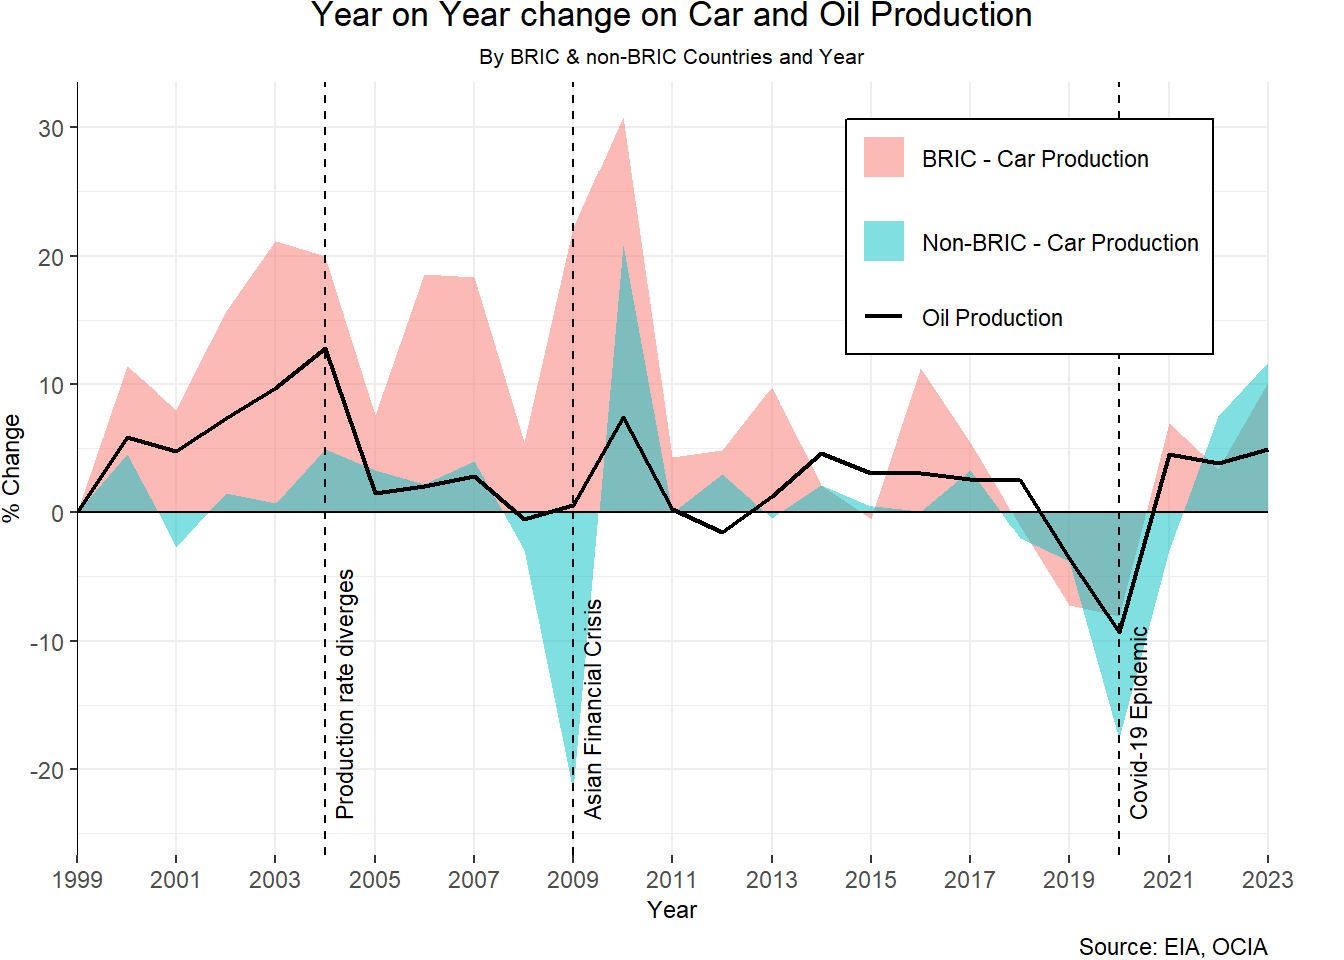 Year on Year change on Car and Oil Production
By BRIC & non-BRIC Countries and Year
% Change
30
20
10
0
-10
-20
BRIC - Car Production
Non-BRIC - Car Production
Oil Production
Production rate diverges
Asian Financial Crisis
Covid-19 Epidemic
1999 2001 2003 2005 2007 2009 2011 2013 2015 2017 2019 2021 2023
Year
Source: EIA, OCIA